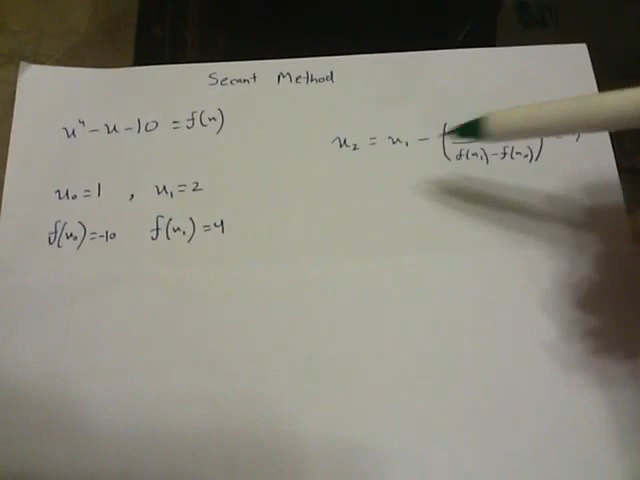 Secant Method
x⁴ - x - 10 = f(x)
x₂ = x₁ - (
f(x₁) - f(x₀))
x₀ = 1 , x₁ = 2
f(x₀) = -10 f(x₁) = 4